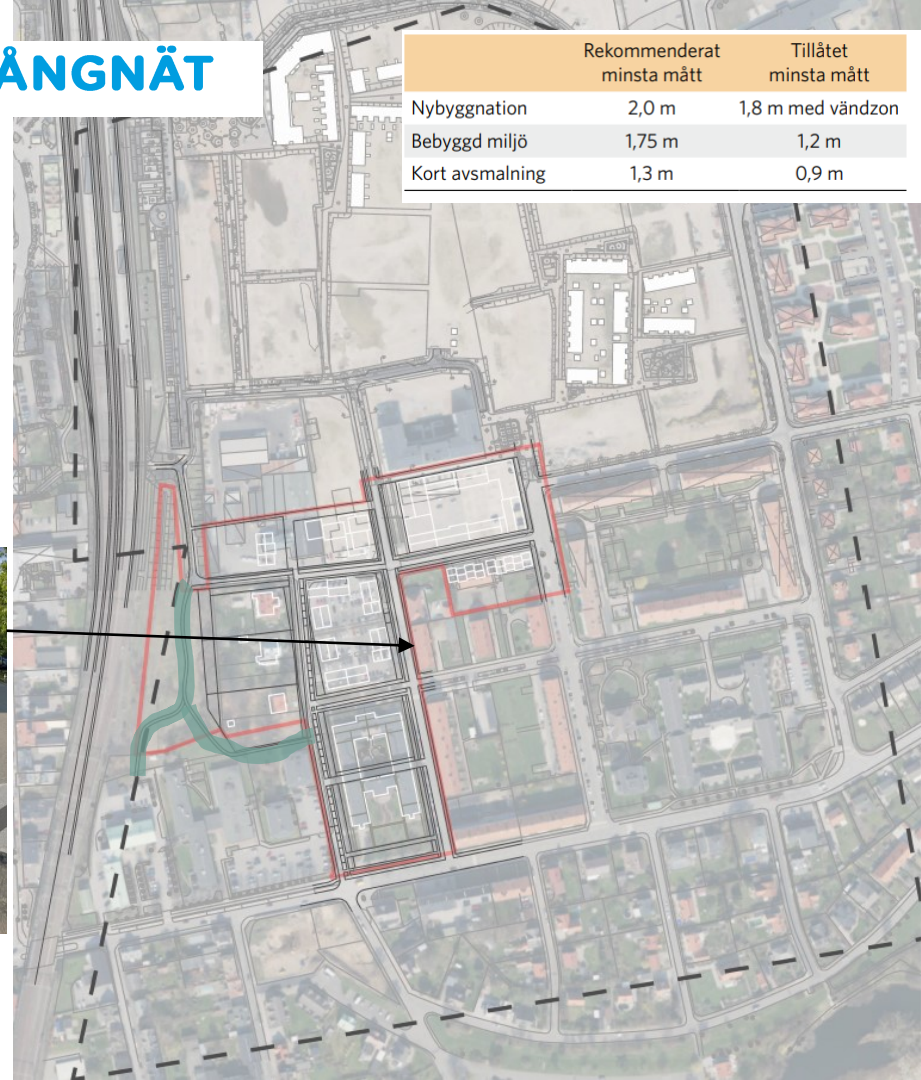 ÅNGNÄT
Rekommenderat minsta mått Tillåtet minsta mått
Nybyggnation 2,0 m 1,8 m med vändzon
Bebyggd miljö 1,75 m 1,2 m
Kort avsmalning 1,3 m 0,9 m